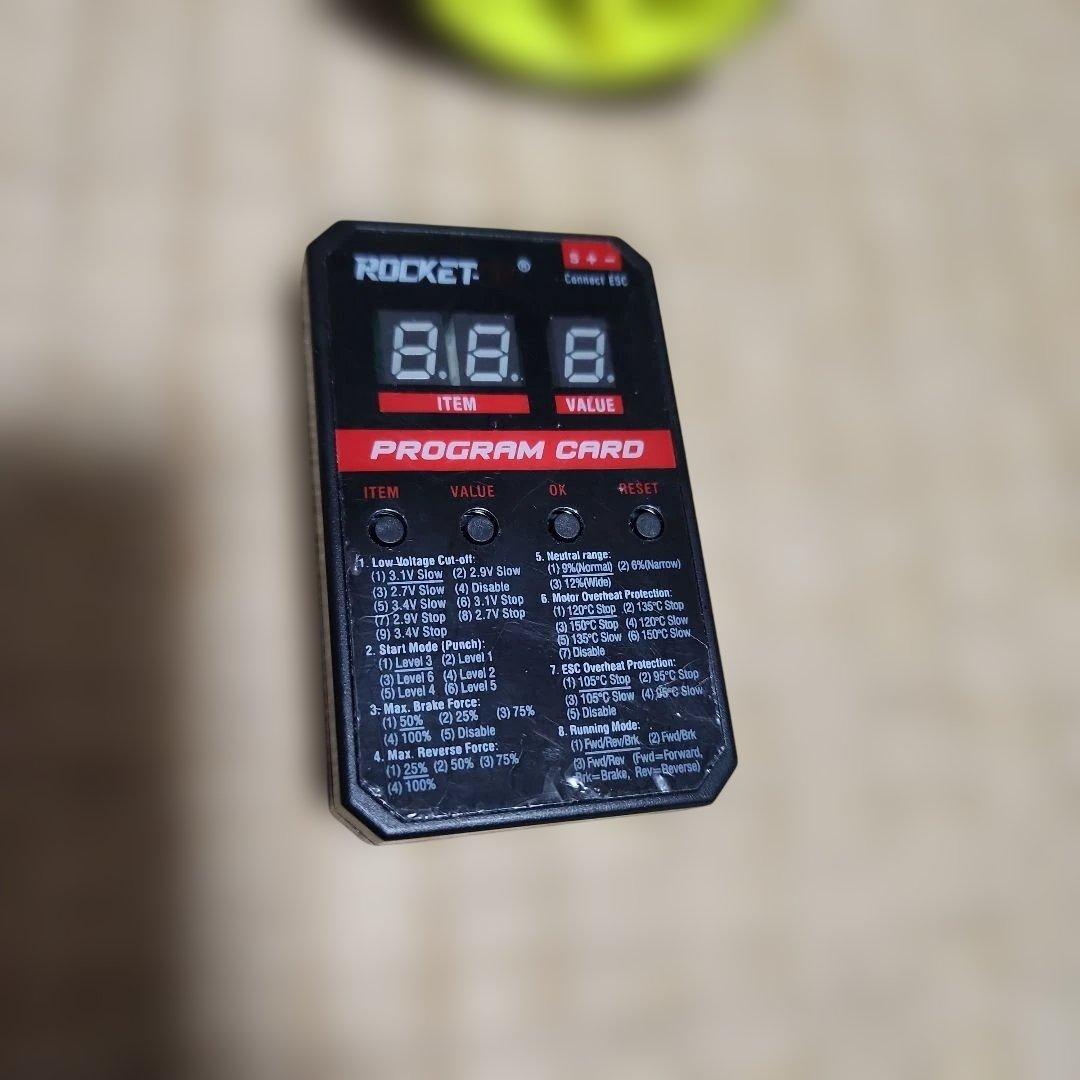 ROCKET ®
S + -
Connect ESC
8.8. 8.
ITEM VALUE
PROGRAM CARD
ITEM VALUE OK RESET
1. Low Voltage Cut-off:
(1) 3.1V Slow (2) 2.9V Slow
(3) 2.7V Slow (4) Disable
(5) 3.4V Slow (6) 3.1V Stop
(7) 2.9V Stop (8) 2.7V Stop
(9) 3.4V Stop
2. Start Mode (Punch):
(1) Level 3 (2) Level 1
(3) Level 6 (4) Level 2
(5) Level 4 (6) Level 5
3. Max. Brake Force:
(1) 50% (2) 25% (3) 75%
(4) 100% (5) Disable
4. Max. Reverse Force:
(1) 25% (2) 50% (3) 75%
(4) 100%
5. Neutral range:
(1) 9%(Normal) (2) 6%(Narrow)
(3) 12%(Wide)
6. Motor Overheat Protection:
(1) 120°C Stop (2) 135°C Stop
(3) 150°C Stop (4) 120°C Slow
(5) 135°C Slow (6) 150°C Slow
(7) Disable
7. ESC Overheat Protection:
(1) 105°C Stop (2) 95°C Stop
(3) 105°C Slow (4) 95°C Slow
(5) Disable
8. Running Mode:
(1) Fwd/Rev/Brk (2) Fwd/Brk
(3) Fwd/Rev (Fwd=Forward,
Brk=Brake, Rev=Reverse)